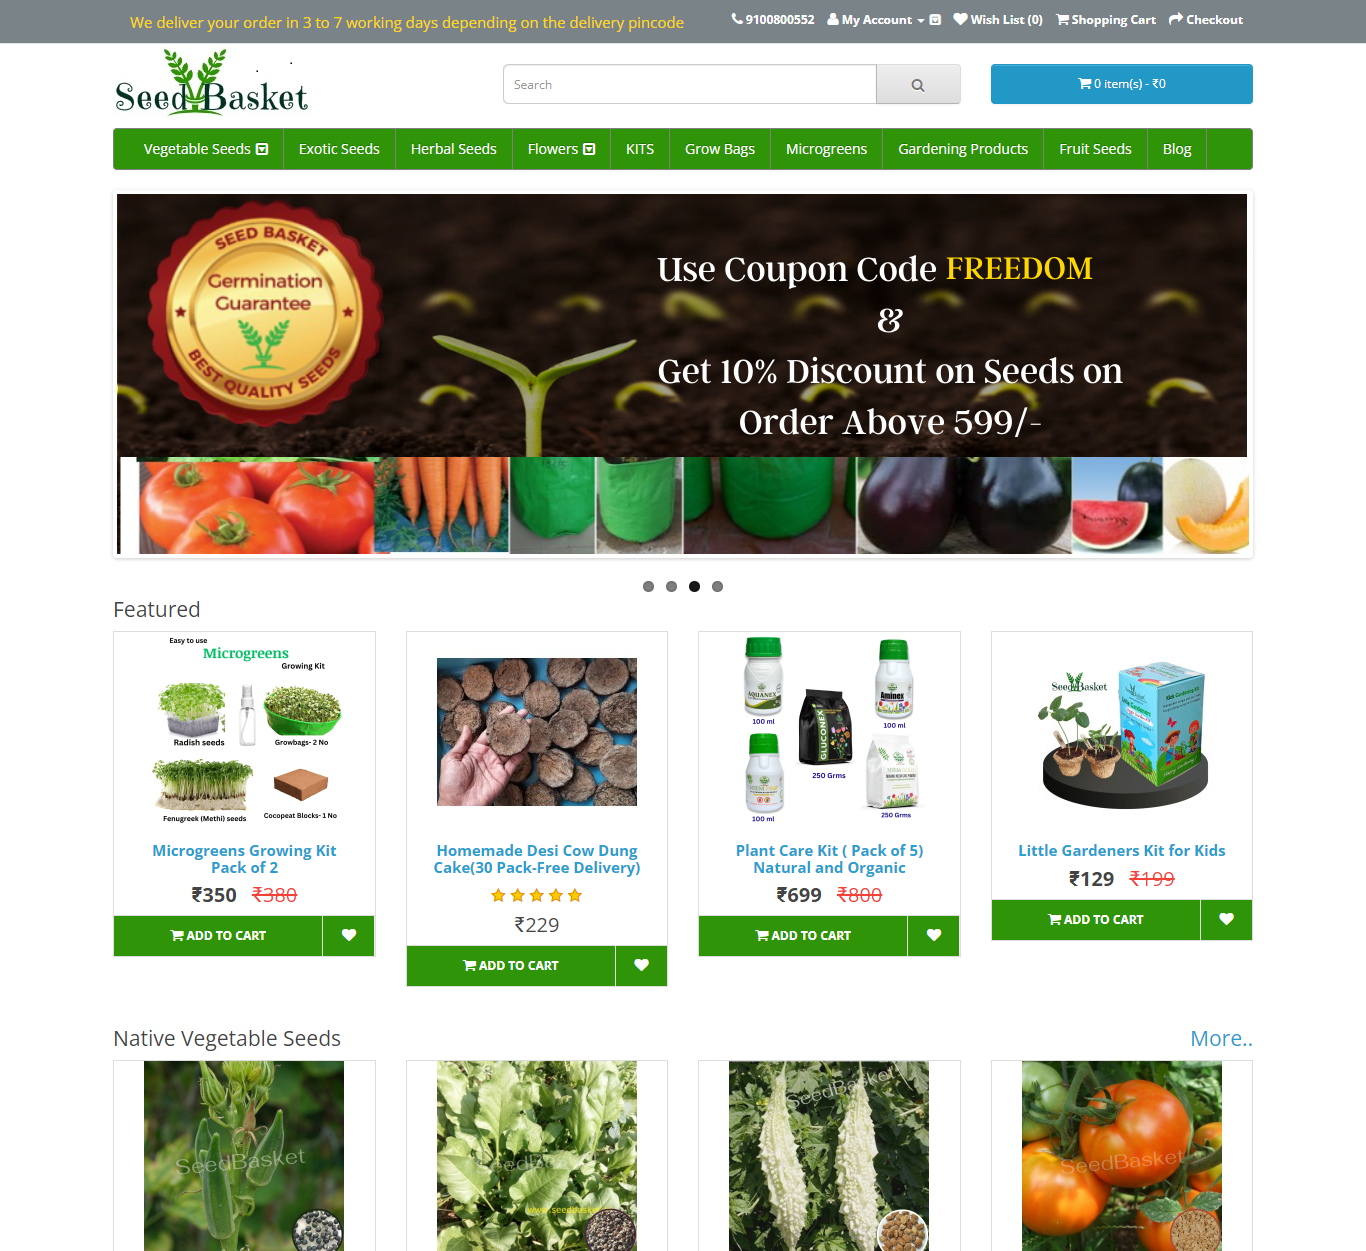 We deliver your order in 3 to 7 working days depending on the delivery pincode
9100800552 My Account Wish List (0) Shopping Cart Checkout
Seed Basket
Search
0 item(s) - ₹0
Vegetable Seeds Exotic Seeds Herbal Seeds Flowers KITS Grow Bags Microgreens Gardening Products Fruit Seeds Blog
SEED BASKET
Germination
Guarantee
BEST QUALITY SEEDS
Use Coupon Code FREEDOM
&
Get 10% Discount on Seeds on
Order Above 599/-
Featured
Easy to use
Microgreens
Growing Kit
Radish seeds
Growbags- 2 No
Fenugreek (Methi) seeds
Cocopeat Blocks- 1 No
Microgreens Growing Kit
Pack of 2
₹350 ₹380
ADD TO CART
Homemade Desi Cow Dung
Cake(30 Pack-Free Delivery)
₹229
ADD TO CART
AQUANEX
100 ml
Aminex
100 ml
GLUCONEX
250 Grms
100 ml
250 Grms
Plant Care Kit ( Pack of 5)
Natural and Organic
₹699 ₹800
ADD TO CART
Seed Basket
Kids Gardening Kit
Little Gardeners Kit for Kids
₹129 ₹199
ADD TO CART
Native Vegetable Seeds
More..
SeedBasket
SeedBasket
SeedBasket
SeedBasket